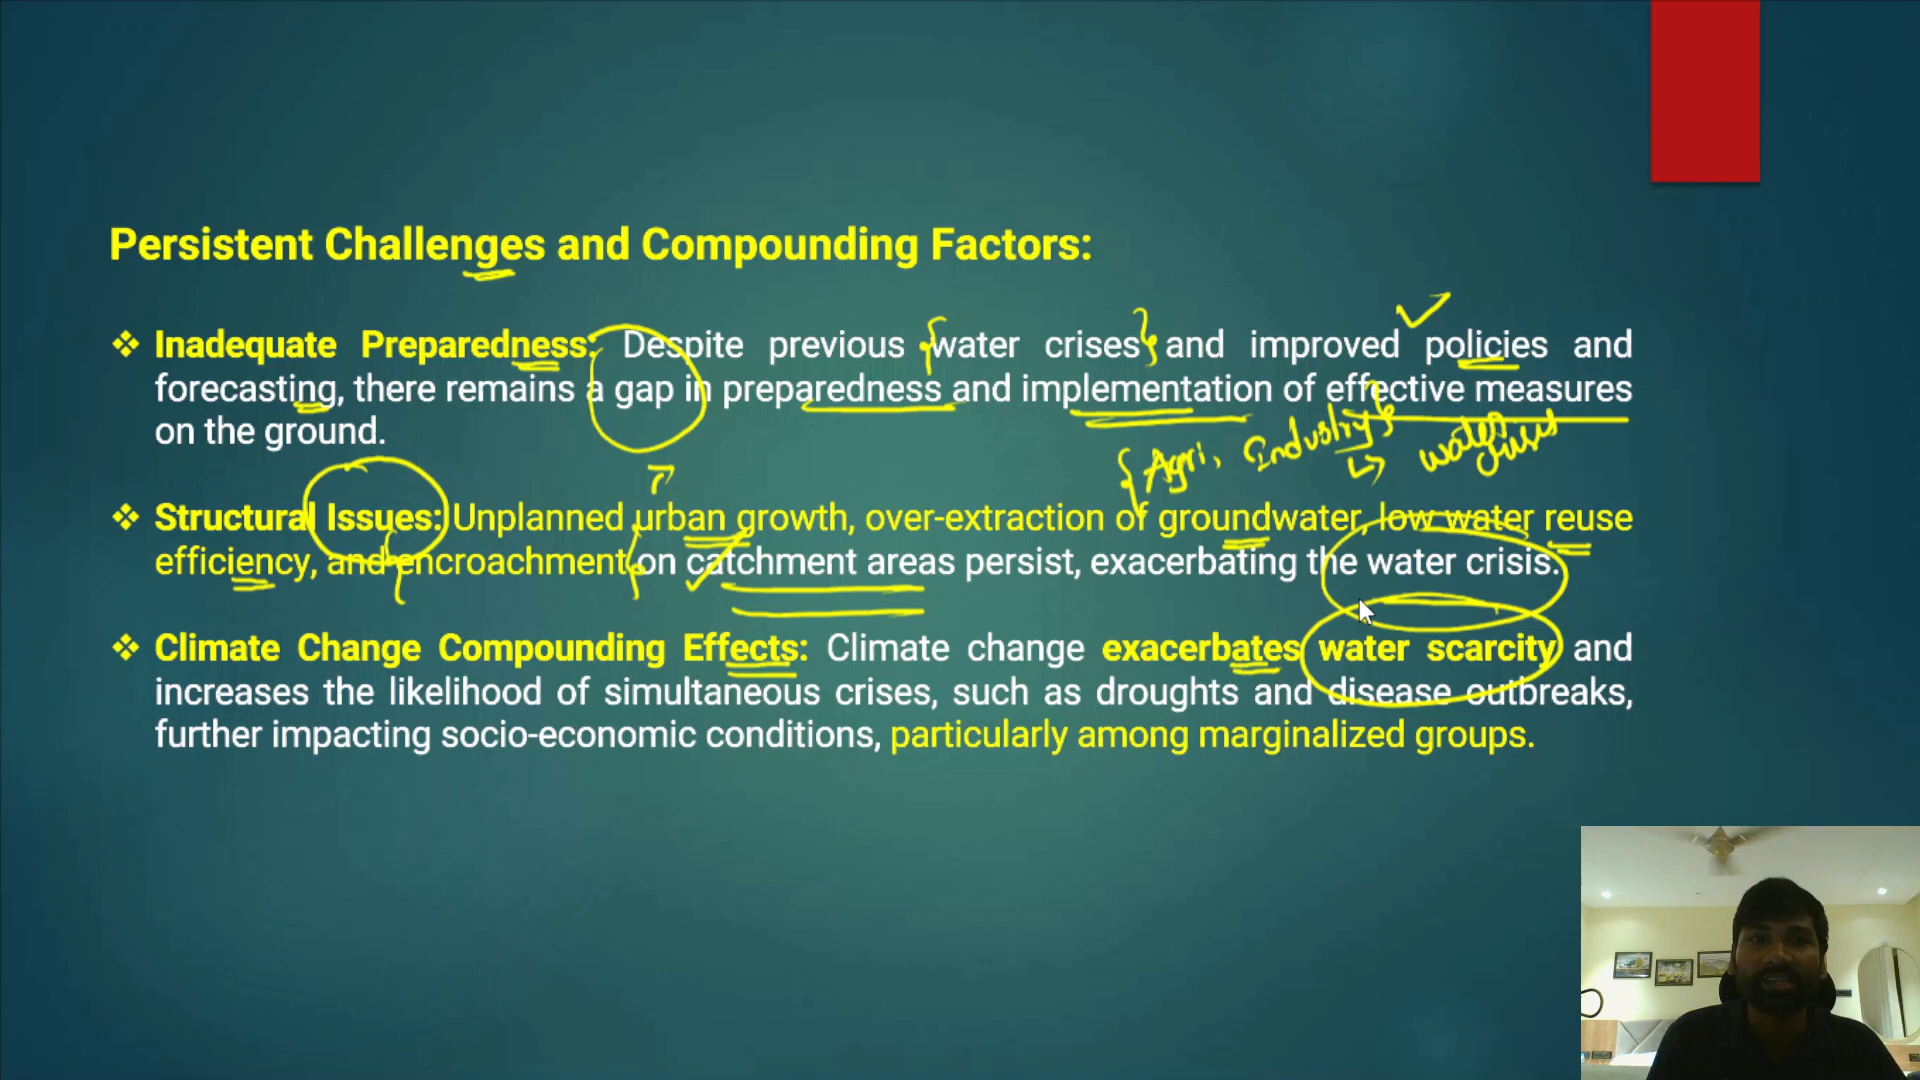 Persistent Challenges and Compounding Factors:
❖ Inadequate Preparedness: Despite previous water crises and improved policies and
forecasting, there remains a gap in preparedness and implementation of effective measures
on the ground.
{Agri, Industry}
↳ water
❖ Structural Issues: Unplanned urban growth, over-extraction of groundwater, low water reuse
efficiency, and encroachment on catchment areas persist, exacerbating the water crisis.
❖ Climate Change Compounding Effects: Climate change exacerbates water scarcity and
increases the likelihood of simultaneous crises, such as droughts and disease outbreaks,
further impacting socio-economic conditions, particularly among marginalized groups.